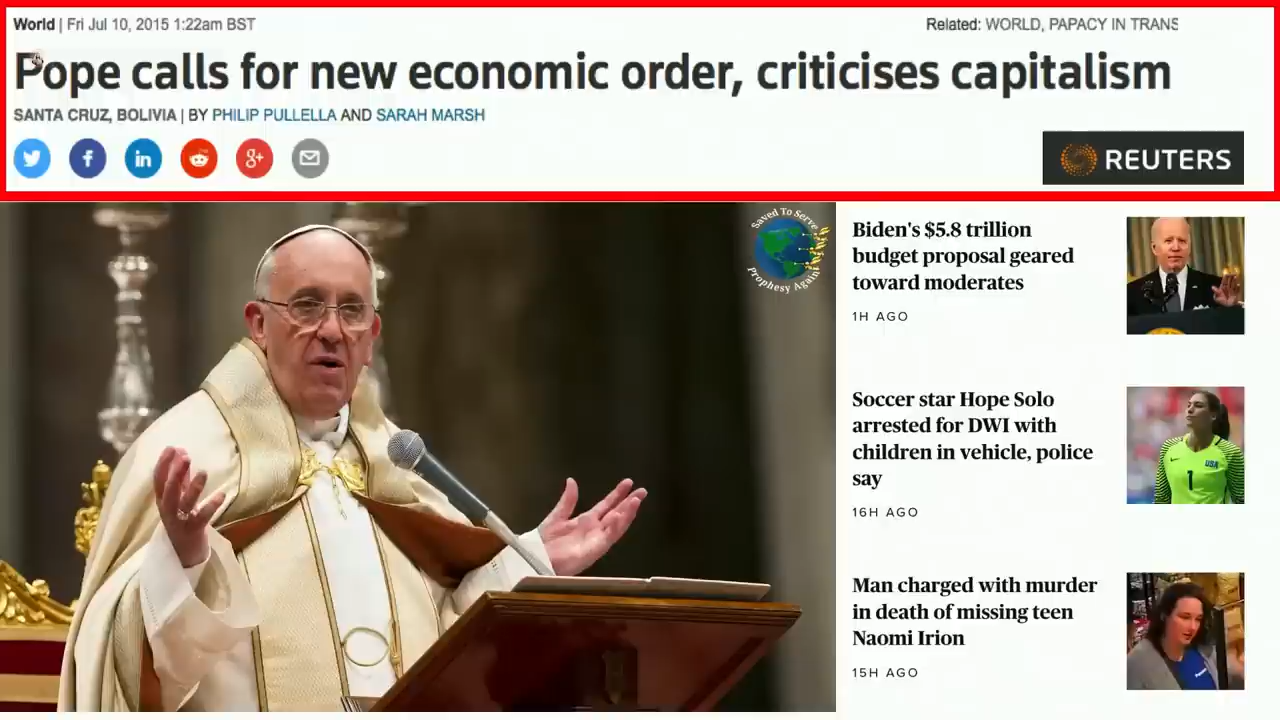 World | Fri Jul 10, 2015 1:22am BST
Related: WORLD, PAPACY IN TRANS
Pope calls for new economic order, criticises capitalism
SANTA CRUZ, BOLIVIA | BY PHILIP PULLELLA AND SARAH MARSH
REUTERS
Saved To Serve
Prophesy Again!
Biden's $5.8 trillion
budget proposal geared
toward moderates
1H AGO
Soccer star Hope Solo
arrested for DWI with
children in vehicle, police
say
16H AGO
USA
1
Man charged with murder
in death of missing teen
Naomi Irion
15H AGO